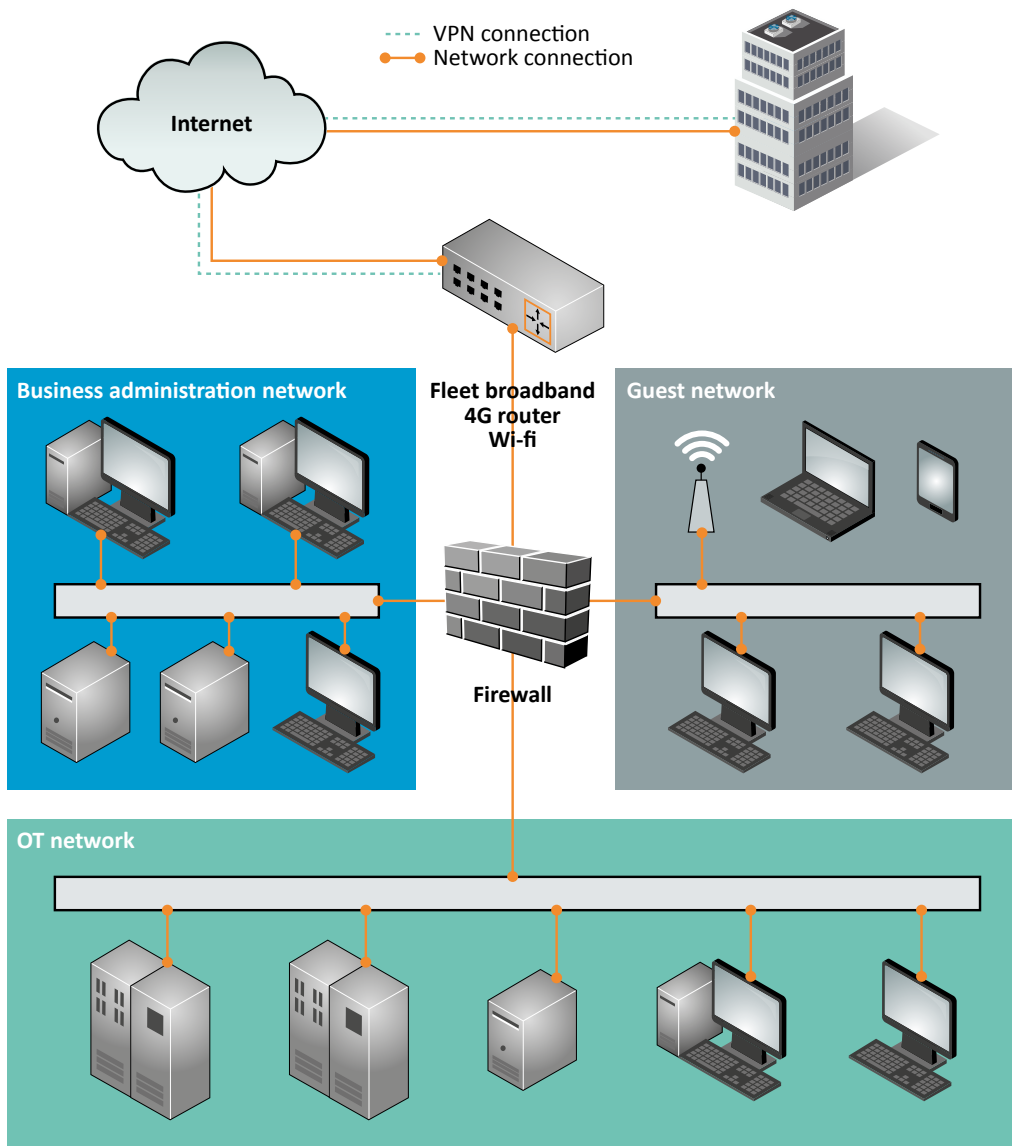 VPN connection
Network connection
Internet
Fleet broadband
4G router
Wi-fi
Business administration network
Guest network
Firewall
OT network